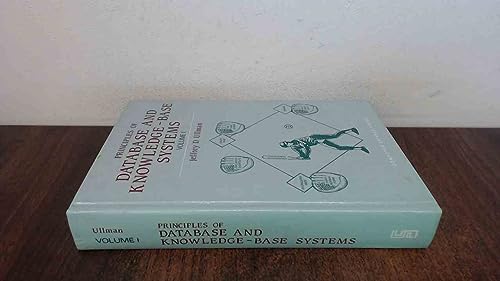 PRINCIPLES OF
DATABASE AND
KNOWLEDGE-BASE
SYSTEMS
VOLUME I
Jeffrey D. Ullman
Ullman
VOLUME I
PRINCIPLES OF
DATABASE AND
KNOWLEDGE-BASE SYSTEMS